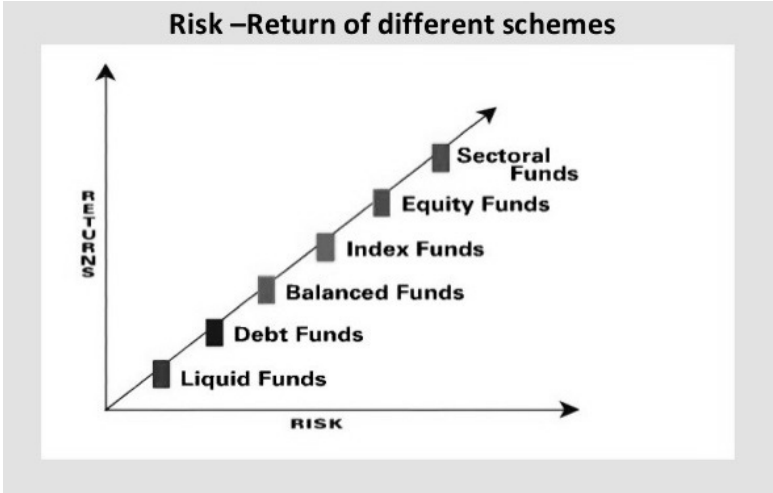 Risk –Return of different schemes
RETURNS
Sectoral
Funds
Equity Funds
Index Funds
Balanced Funds
Debt Funds
Liquid Funds
RISK